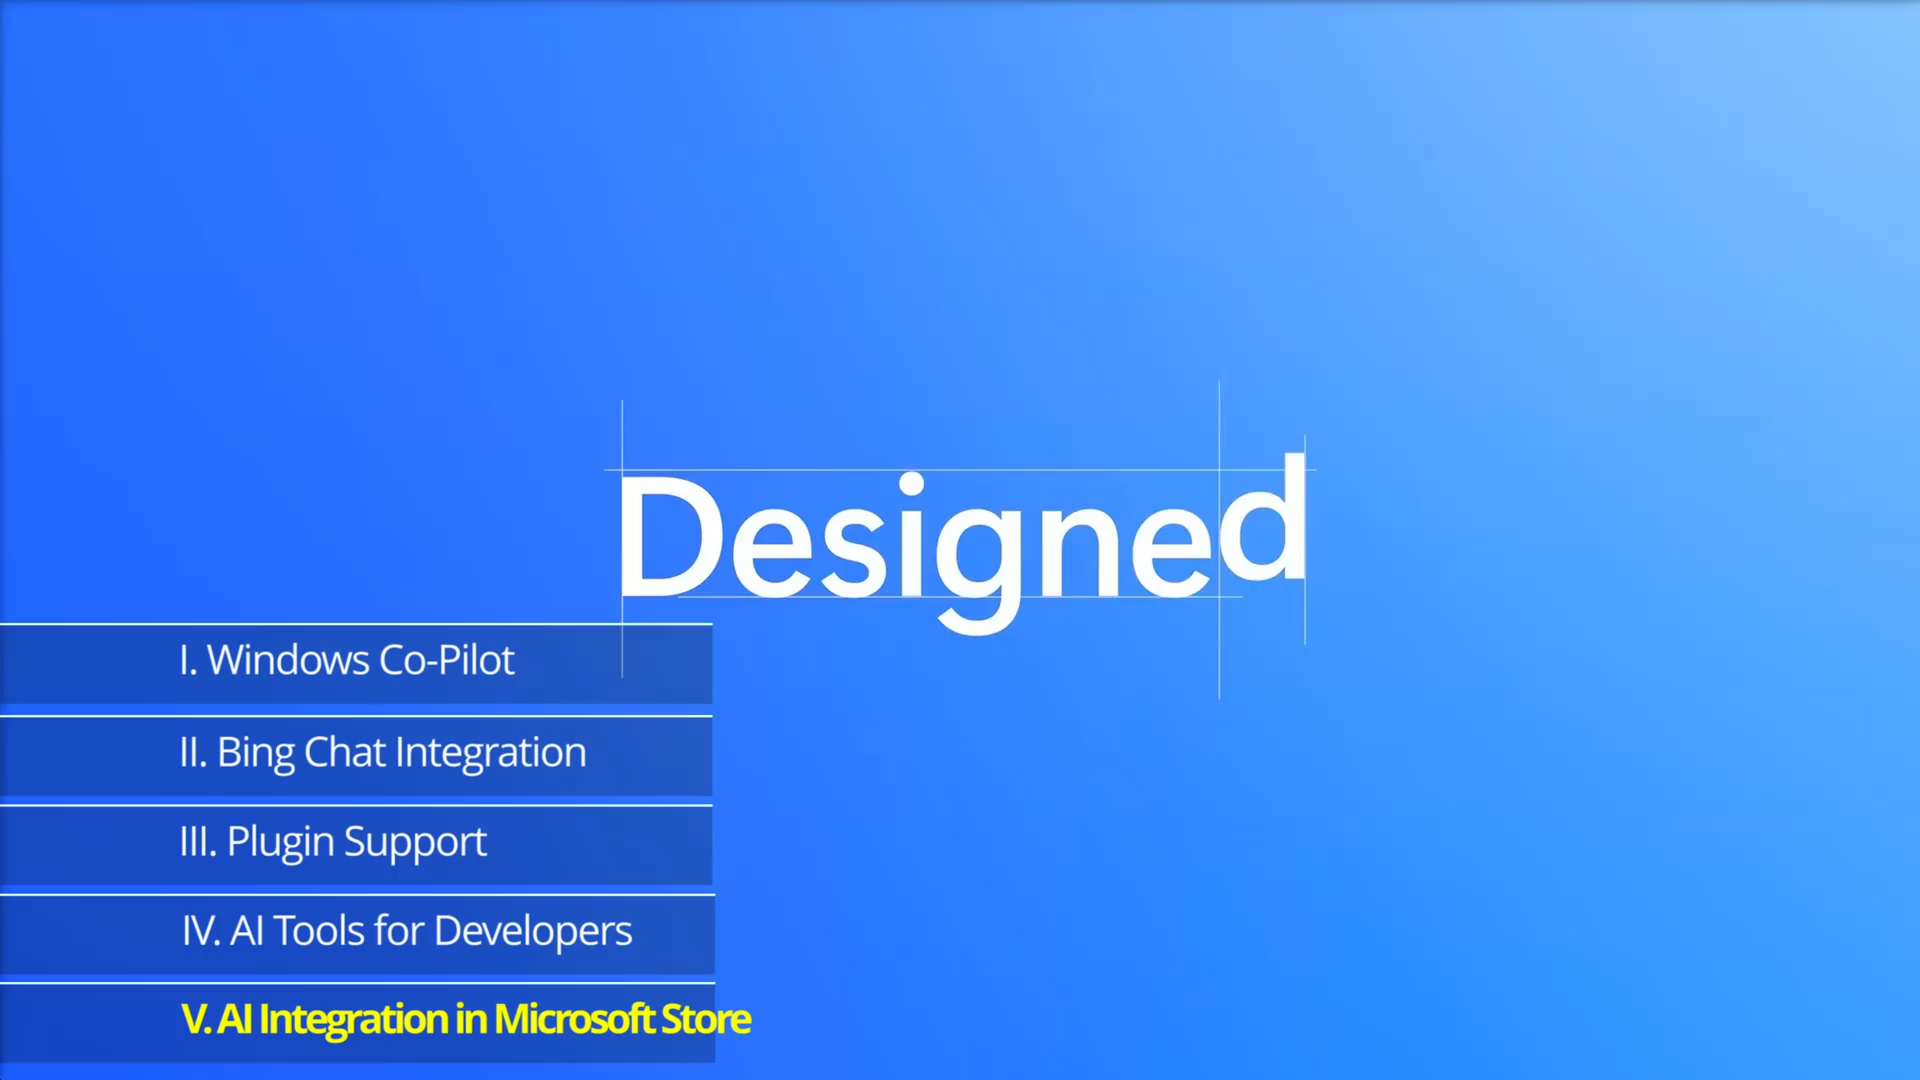 Designed
I. Windows Co-Pilot
II. Bing Chat Integration
III. Plugin Support
IV. AI Tools for Developers
V. AI Integration in Microsoft Store